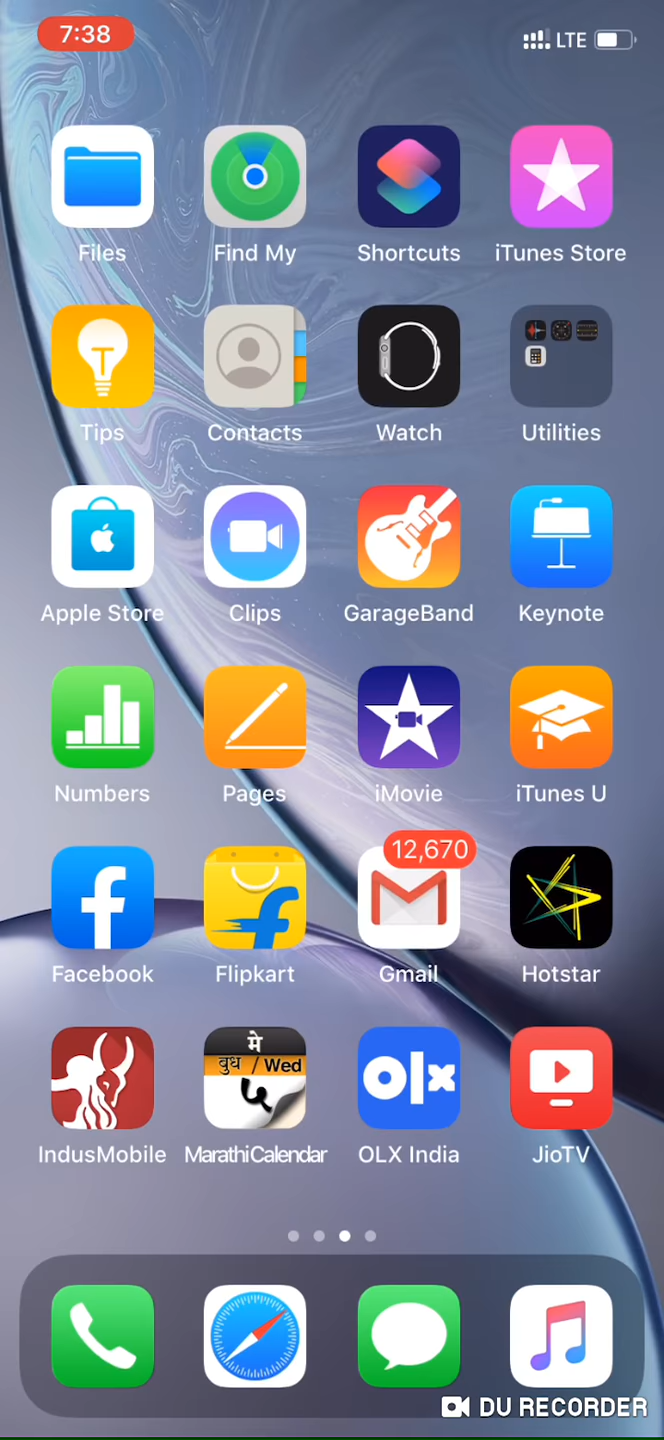 7:38
LTE
Files Find My Shortcuts iTunes Store
Tips Contacts Watch Utilities
Apple Store Clips GarageBand Keynote
Numbers Pages iMovie iTunes U
12,670
Facebook Flipkart Gmail Hotstar
मे
बुध / Wed
olx
IndusMobile MarathiCalendar OLX India JioTV
DU RECORDER